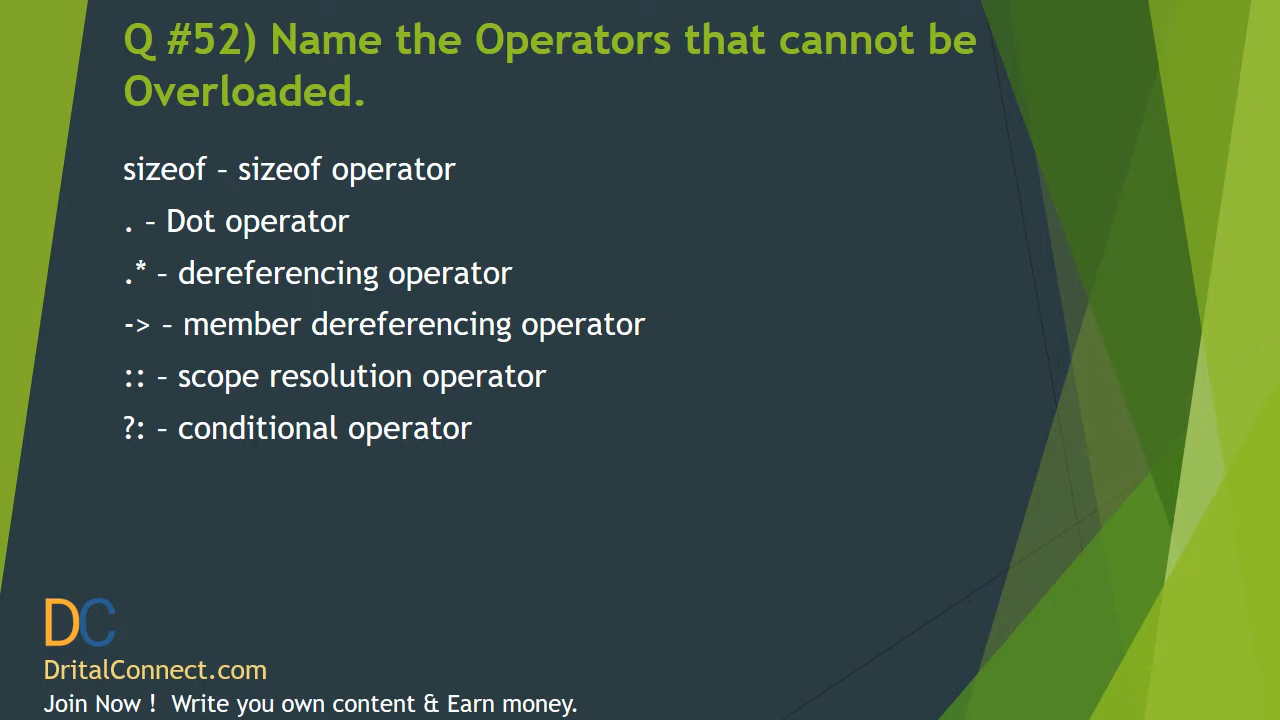 Q #52) Name the Operators that cannot be
Overloaded.
sizeof – sizeof operator
. – Dot operator
.* – dereferencing operator
-> – member dereferencing operator
:: – scope resolution operator
?: – conditional operator
DC
DritalConnect.com
Join Now !  Write you own content & Earn money.